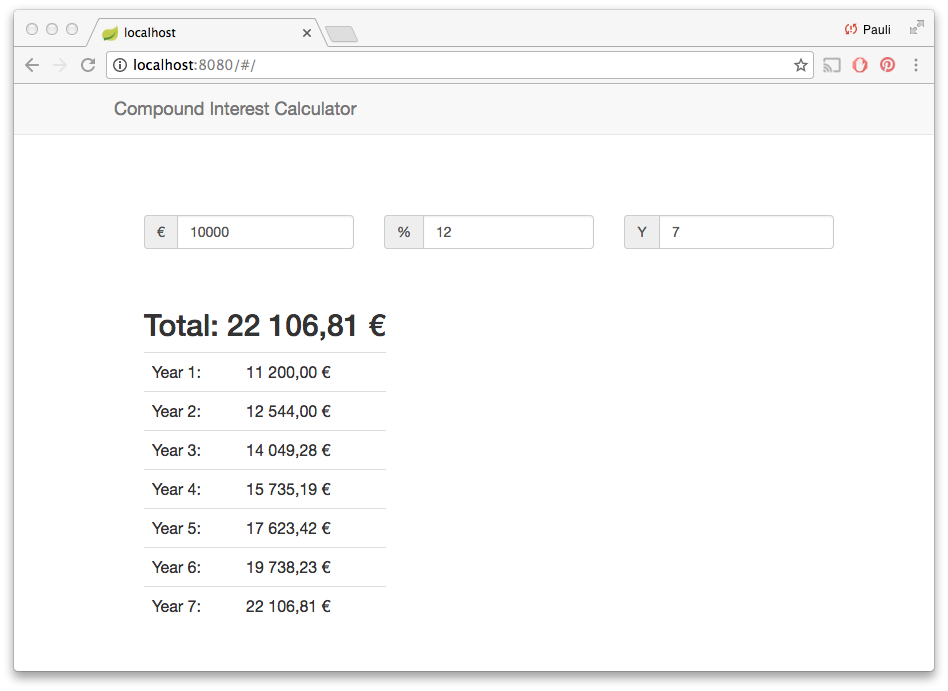 localhost
Pauli
localhost:8080/#/
Compound Interest Calculator
€ 10000 % 12 Y 7
Total: 22 106,81 €
Year 1: 11 200,00 €
Year 2: 12 544,00 €
Year 3: 14 049,28 €
Year 4: 15 735,19 €
Year 5: 17 623,42 €
Year 6: 19 738,23 €
Year 7: 22 106,81 €